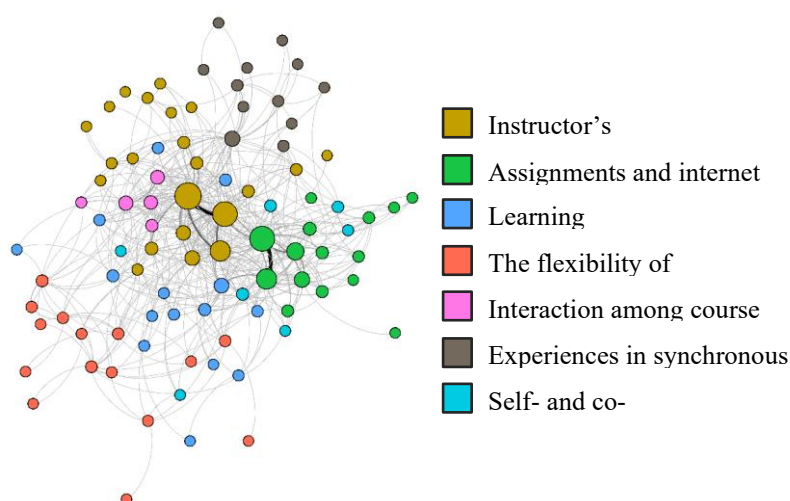 Instructor’s
Assignments and internet
Learning
The flexibility of
Interaction among course
Experiences in synchronous
Self- and co-